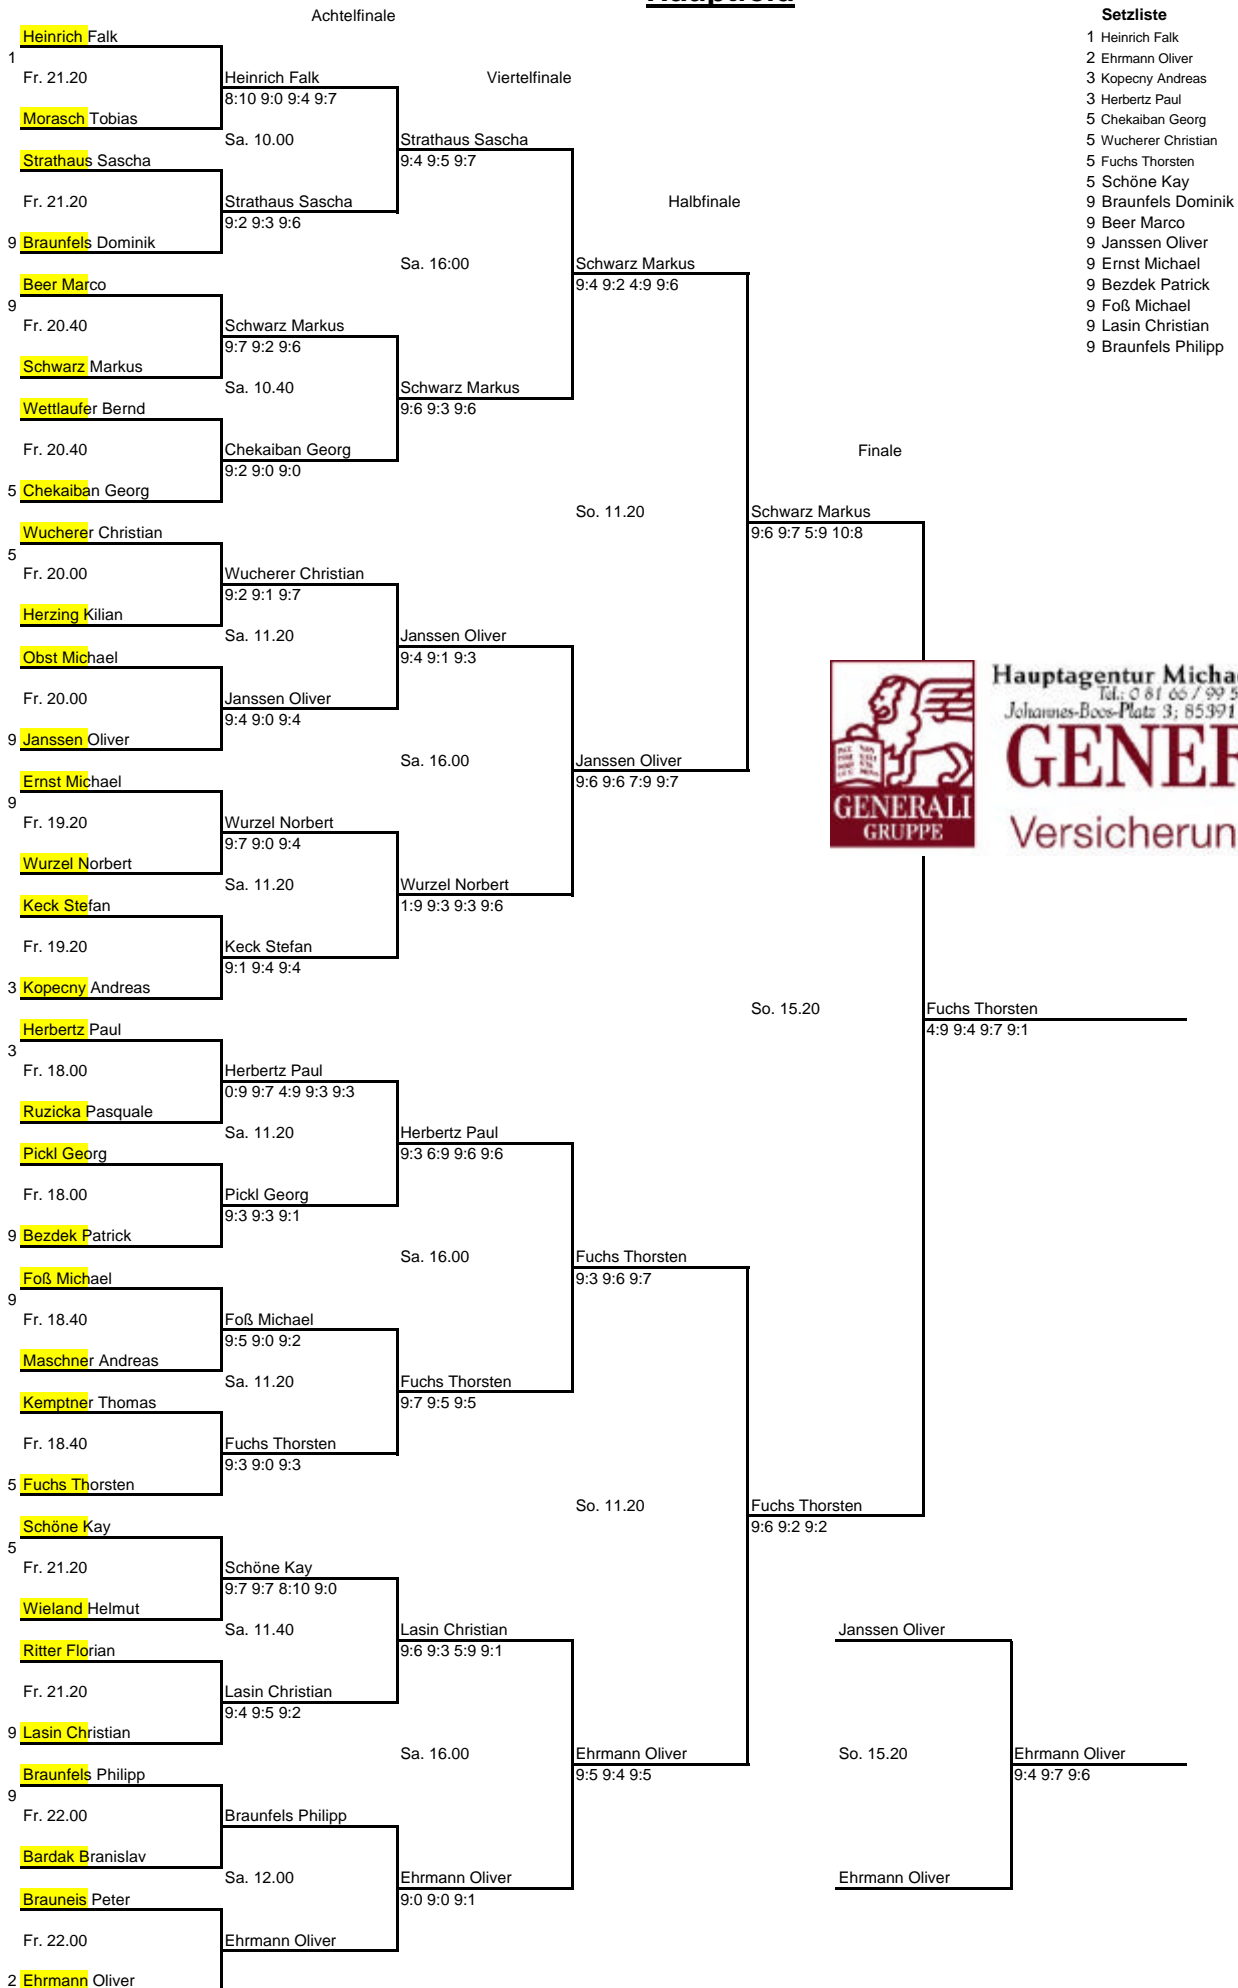 Achtelfinale
Setzliste
Heinrich Falk
1 Heinrich Falk
1
2 Ehrmann Oliver
Fr. 21.20
Heinrich Falk
Viertelfinale
3 Kopecny Andreas
8:10 9:0 9:4 9:7
3 Herbertz Paul
Morasch Tobias
5 Chekaiban Georg
Sa. 10.00
Strathaus Sascha
5 Wucherer Christian
Strathaus Sascha
9:4 9:5 9:7
5 Fuchs Thorsten
5 Schöne Kay
Fr. 21.20
Strathaus Sascha
Halbfinale
9 Braunfels Dominik
9:2 9:3 9:6
9 Beer Marco
9 Braunfels Dominik
9 Janssen Oliver
Sa. 16:00
Schwarz Markus
9 Ernst Michael
Beer Marco
9:4 9:2 4:9 9:6
9 Bezdek Patrick
9
9 Foß Michael
Fr. 20.40
Schwarz Markus
9 Lasin Christian
9:7 9:2 9:6
9 Braunfels Philipp
Schwarz Markus
Sa. 10.40
Schwarz Markus
Wettlaufer Bernd
9:6 9:3 9:6
Fr. 20.40
Chekaiban Georg
Finale
9:2 9:0 9:0
5 Chekaiban Georg
So. 11.20
Schwarz Markus
Wucherer Christian
9:6 9:7 5:9 10:8
5
Fr. 20.00
Wucherer Christian
9:2 9:1 9:7
Herzing Kilian
Sa. 11.20
Janssen Oliver
Obst Michael
9:4 9:1 9:3
Fr. 20.00
Janssen Oliver
9:4 9:0 9:4
9 Janssen Oliver
Sa. 16.00
Janssen Oliver
Ernst Michael
9:6 9:6 7:9 9:7
9
Fr. 19.20
Wurzel Norbert
9:7 9:0 9:4
Wurzel Norbert
Sa. 11.20
Wurzel Norbert
Keck Stefan
1:9 9:3 9:3 9:6
Fr. 19.20
Keck Stefan
9:1 9:4 9:4
3 Kopecny Andreas
Hauptagentur
Tel.: 0 81 66 / 99 5
Johannes-Boos-Platz 3; 85391
GENERALI
GRUPPE
So. 15.20
Fuchs Thorsten
4:9 9:4 9:7 9:1
Herbertz Paul
3
Fr. 18.00
Herbertz Paul
0:9 9:7 4:9 9:3 9:3
Ruzicka Pasquale
Sa. 11.20
Herbertz Paul
Pickl Georg
9:3 6:9 9:6 9:6
Fr. 18.00
Pickl Georg
9:3 9:3 9:1
9 Bezdek Patrick
Sa. 16.00
Fuchs Thorsten
Foß Michael
9:3 9:6 9:7
9
Fr. 18.40
Foß Michael
9:5 9:0 9:2
Maschner Andreas
Sa. 11.20
Fuchs Thorsten
Kemptner Thomas
9:7 9:5 9:5
Fr. 18.40
Fuchs Thorsten
9:3 9:0 9:3
5 Fuchs Thorsten
So. 11.20
Fuchs Thorsten
Schöne Kay
9:6 9:2 9:2
5
Fr. 21.20
Schöne Kay
9:7 9:7 8:10 9:0
Wieland Helmut
Sa. 11.40
Lasin Christian
Janssen Oliver
Ritter Florian
9:6 9:3 5:9 9:1
Fr. 21.20
Lasin Christian
9:4 9:5 9:2
9 Lasin Christian
Sa. 16.00
Ehrmann Oliver
So. 15.20
Ehrmann Oliver
Braunfels Philipp
9:5 9:4 9:5
9:4 9:7 9:6
9
Fr. 22.00
Braunfels Philipp
Bardak Branislav
Sa. 12.00
Ehrmann Oliver
Ehrmann Oliver
Brauneis Peter
9:0 9:0 9:1
Fr. 22.00
Ehrmann Oliver
2 Ehrmann Oliver